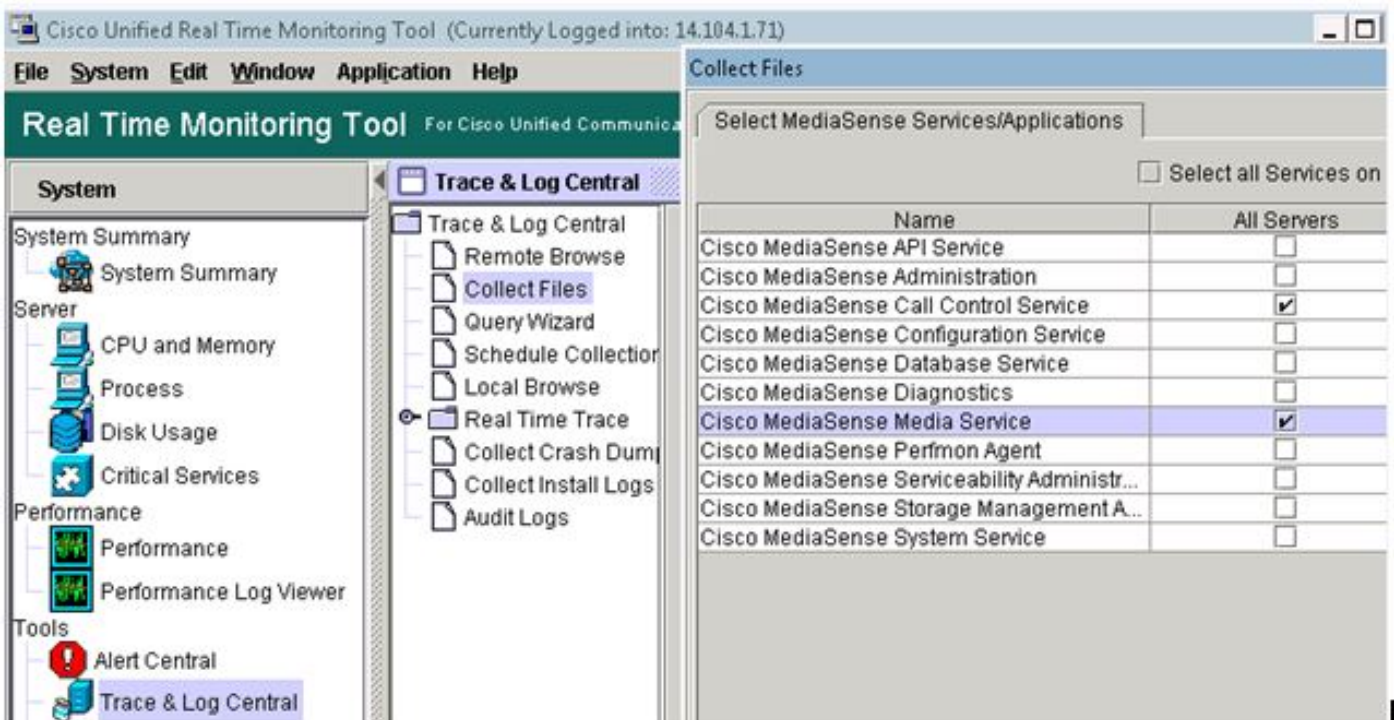 Cisco Unified Real Time Monitoring Tool (Currently Logged into: 14.104.1.71)
File System Edit Window Application Help
Real Time Monitoring Tool For Cisco Unified Communica
System
System Summary
System Summary
Server
CPU and Memory
Process
Disk Usage
Critical Services
Performance
Performance
Performance Log Viewer
Tools
Alert Central
Trace & Log Central
Trace & Log Central
Trace & Log Central
Remote Browse
Collect Files
Query Wizard
Schedule Collection
Local Browse
Real Time Trace
Collect Crash Dum
Collect Install Logs
Audit Logs
Collect Files
Select MediaSense Services/Applications
Select all Services on
Name All Servers
Cisco MediaSense API Service
Cisco MediaSense Administration
Cisco MediaSense Call Control Service
Cisco MediaSense Configuration Service
Cisco MediaSense Database Service
Cisco MediaSense Diagnostics
Cisco MediaSense Media Service
Cisco MediaSense Perfmon Agent
Cisco MediaSense Serviceability Administr...
Cisco MediaSense Storage Management A...
Cisco MediaSense System Service